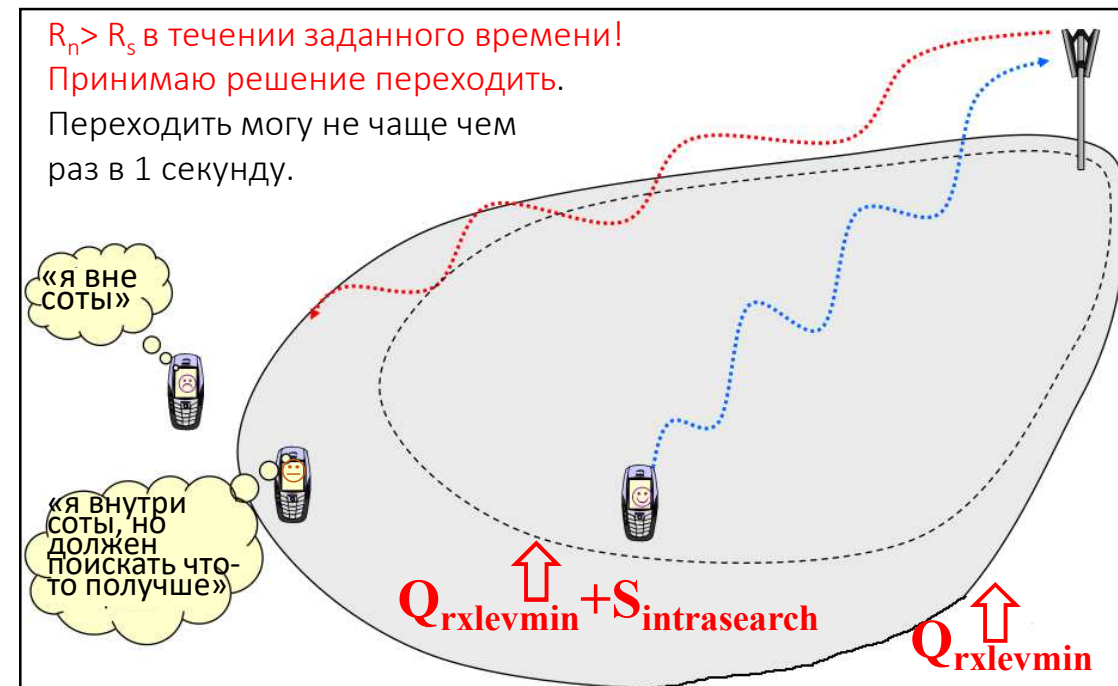 Rn> Rs в течении заданного времени!
Принимаю решение переходить.
Переходить могу не чаще чем
раз в 1 секунду.
«я вне
соты»
«я внутри
соты, но
должен
поискать что-
то получше»
Qrxlevmin+Sintrasearch
Qrxlevmin